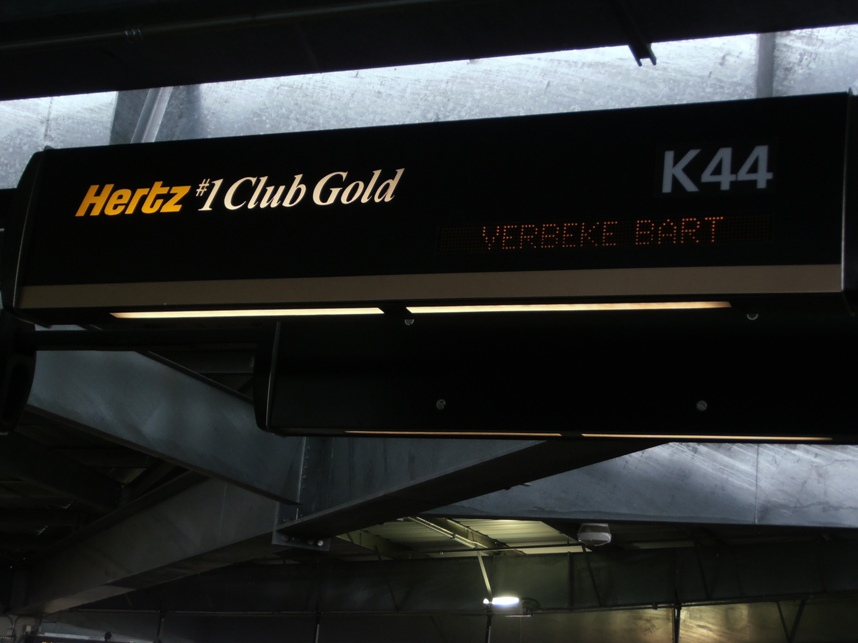 Hertz #1 Club Gold
K44
VERBEKE BART